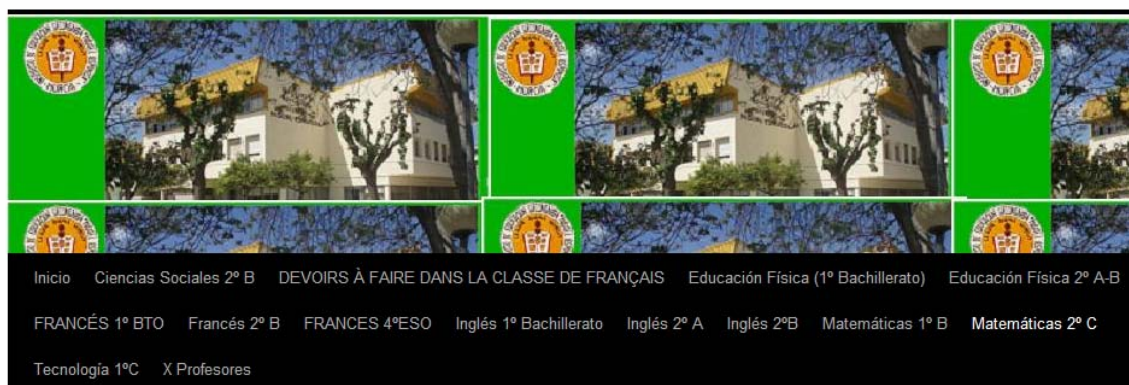 Inicio Ciencias Sociales 2º B DEVOIRS À FAIRE DANS LA CLASSE DE FRANÇAIS Educación Física (1º Bachillerato) Educación Física 2º A-B
FRANCÉS 1º BTO Francés 2º B FRANCES 4ºESO Inglés 1º Bachillerato Inglés 2º A Inglés 2ºB Matemáticas 1º B Matemáticas 2º C
Tecnología 1ºC X Profesores